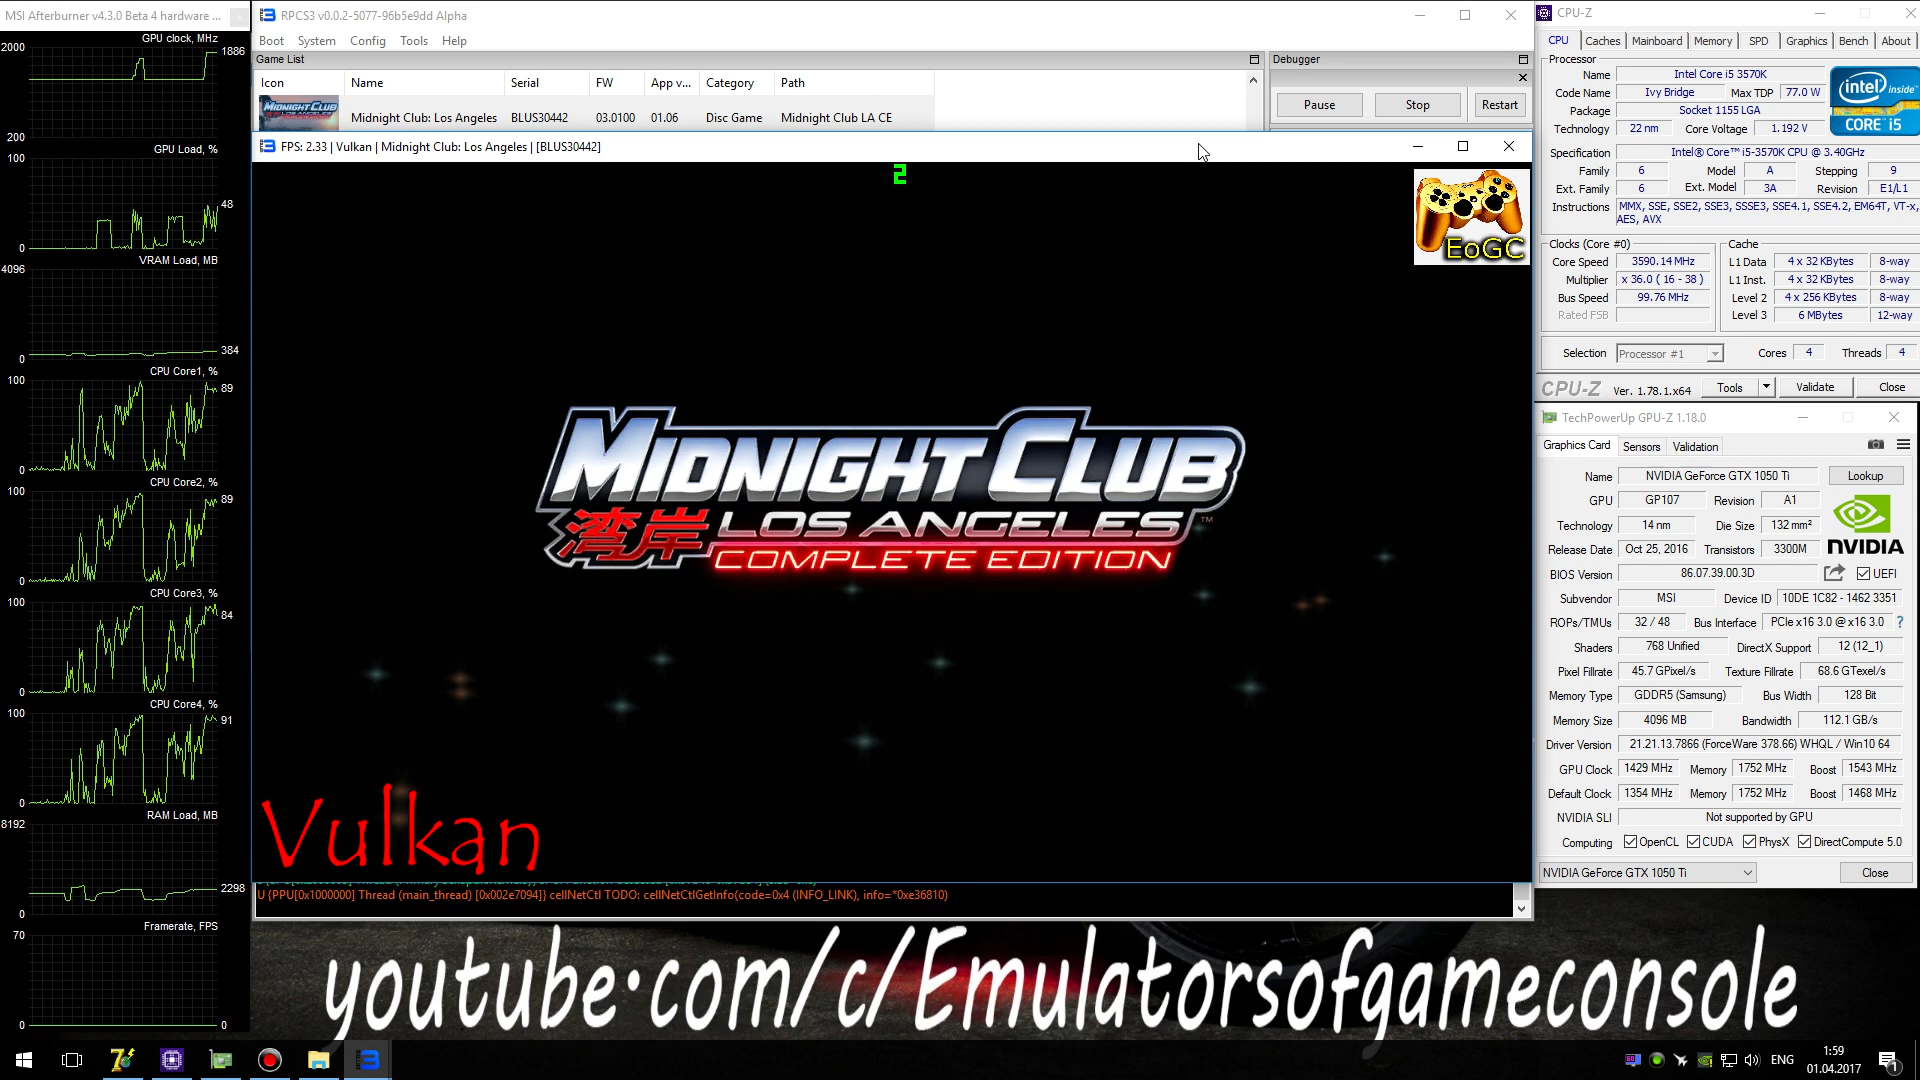 MSI Afterburner v4.3.0 Beta 4 hardware ...
GPU clock, MHz
2000
1886
200
GPU Load, %
100
48
0
VRAM Load, MB
4096
384
0
CPU Core1, %
100
89
0
CPU Core2, %
100
89
0
CPU Core3, %
100
84
0
CPU Core4, %
100
91
0
RAM Load, MB
8192
2298
0
Framerate, FPS
70
0
0
RPCS3 v0.0.2-5077-96b5e9dd Alpha
Boot System Config Tools Help
Game List
Icon Name Serial FW App v... Category Path
MIDNIGHT CLUB
Midnight Club: Los Angeles BLUS30442 03.0100 01.06 Disc Game Midnight Club LA CE
Debugger
Pause Stop Restart
FPS: 2.33 | Vulkan | Midnight Club: Los Angeles | [BLUS30442]
2
EoGC
MIDNIGHT CLUB
湾岸 LOS ANGELES™
COMPLETE EDITION
Vulkan
U {PPU[0x1000000] Thread (main_thread) [0x002e7094]} cellNetCtl TODO: cellNetCtlGetInfo(code=0x4 (INFO_LINK), info=*0xe36810)
youtube.com/c/Emulatorsofgameconsole
CPU-Z
CPU Caches Mainboard Memory SPD Graphics Bench About
Processor
Name Intel Core i5 3570K
Code Name Ivy Bridge Max TDP 77.0 W
Package Socket 1155 LGA
Technology 22 nm Core Voltage 1.192 V
intel inside™
CORE i5
Specification Intel® Core™ i5-3570K CPU @ 3.40GHz
Family 6 Model A Stepping 9
Ext. Family 6 Ext. Model 3A Revision E1/L1
Instructions MMX, SSE, SSE2, SSE3, SSSE3, SSE4.1, SSE4.2, EM64T, VT-x,
AES, AVX
Clocks (Core #0)
Core Speed 3590.14 MHz
Multiplier x 36.0 ( 16 - 38 )
Bus Speed 99.76 MHz
Rated FSB
Cache
L1 Data 4 x 32 KBytes 8-way
L1 Inst. 4 x 32 KBytes 8-way
Level 2 4 x 256 KBytes 8-way
Level 3 6 MBytes 12-way
Selection Processor #1 Cores 4 Threads 4
CPU-Z Ver. 1.78.1.x64 Tools Validate Close
TechPowerUp GPU-Z 1.18.0
Graphics Card Sensors Validation
Name NVIDIA GeForce GTX 1050 Ti Lookup
GPU GP107 Revision A1
Technology 14 nm Die Size 132 mm²
Release Date Oct 25, 2016 Transistors 3300M
NVIDIA
BIOS Version 86.07.39.00.3D UEFI
Subvendor MSI Device ID 10DE 1C82 - 1462 3351
ROPs/TMUs 32 / 48 Bus Interface PCIe x16 3.0 @ x16 3.0 ?
Shaders 768 Unified DirectX Support 12 (12_1)
Pixel Fillrate 45.7 GPixel/s Texture Fillrate 68.6 GTexel/s
Memory Type GDDR5 (Samsung) Bus Width 128 Bit
Memory Size 4096 MB Bandwidth 112.1 GB/s
Driver Version 21.21.13.7866 (ForceWare 378.66) WHQL / Win10 64
GPU Clock 1429 MHz Memory 1752 MHz Boost 1543 MHz
Default Clock 1354 MHz Memory 1752 MHz Boost 1468 MHz
NVIDIA SLI Not supported by GPU
Computing OpenCL CUDA PhysX DirectCompute 5.0
NVIDIA GeForce GTX 1050 Ti Close
ENG
1:59
01.04.2017
1